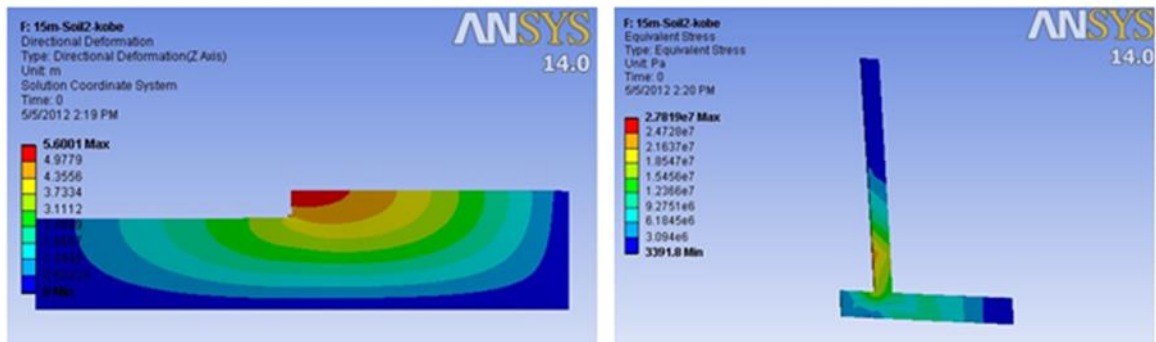 F: 15m-Soil2-kobe
Directional Deformation
Type: Directional Deformation(Z Axis)
Unit: m
Solution Coordinate System
Time: 0
5/5/2012 2:19 PM
5.6001 Max
4.9779
4.3556
3.7334
3.1112
0 Min
ANSYS
14.0
F: 15m-Soil2-kobe
Equivalent Stress
Type: Equivalent Stress
Unit: Pa
Time: 0
5/5/2012 2:20 PM
2.7819e7 Max
2.4728e7
2.1637e7
1.8547e7
1.5456e7
1.2366e7
9.2751e6
6.1845e6
3.094e6
3391.8 Min
ANSYS
14.0